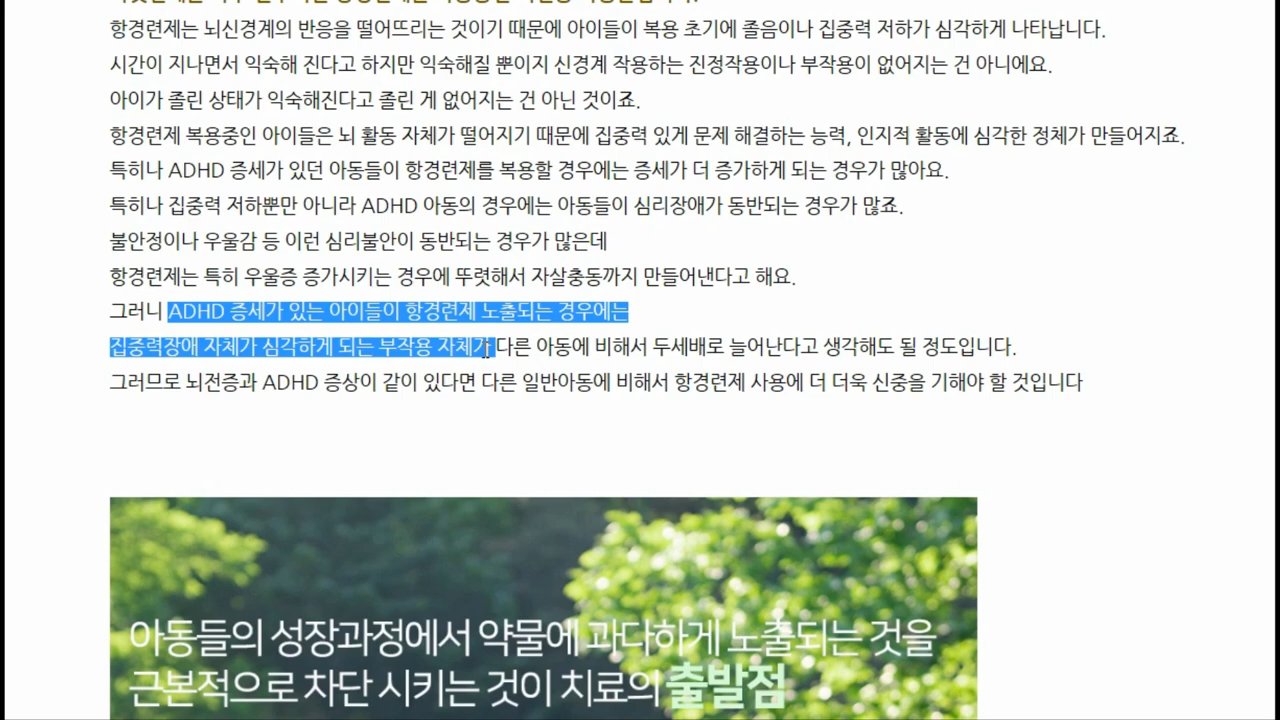 항경련제는 뇌신경계의 반응을 떨어뜨리는 것이기 때문에 아이들이 복용 초기에 졸음이나 집중력 저하가 심각하게 나타납니다.
시간이 지나면서 익숙해 진다고 하지만 익숙해질 뿐이지 신경계 작용하는 진정작용이나 부작용이 없어지는 건 아니에요.
아이가 졸린 상태가 익숙해진다고 졸린 게 없어지는 건 아닌 것이죠.
항경련제 복용중인 아이들은 뇌 활동 자체가 떨어지기 때문에 집중력 있게 문제 해결하는 능력, 인지적 활동에 심각한 정체가 만들어지죠.
특히나 ADHD 증세가 있던 아동들이 항경련제를 복용할 경우에는 증세가 더 증가하게 되는 경우가 많아요.
특히나 집중력 저하뿐만 아니라 ADHD 아동의 경우에는 아동들이 심리장애가 동반되는 경우가 많죠.
불안정이나 우울감 등 이런 심리불안이 동반되는 경우가 많은데
항경련제는 특히 우울증 증가시키는 경우에 뚜렷해서 자살충동까지 만들어낸다고 해요.
그러니 ADHD 증세가 있는 아이들이 항경련제 노출되는 경우에는
집중력장애 자체가 심각하게 되는 부작용 자체가 다른 아동에 비해서 두세배로 늘어난다고 생각해도 될 정도입니다.
그러므로 뇌전증과 ADHD 증상이 같이 있다면 다른 일반아동에 비해서 항경련제 사용에 더 더욱 신중을 기해야 할 것입니다
아동들의 성장과정에서 약물에 과다하게 노출되는 것을
근본적으로 차단 시키는 것이 치료의 출발점